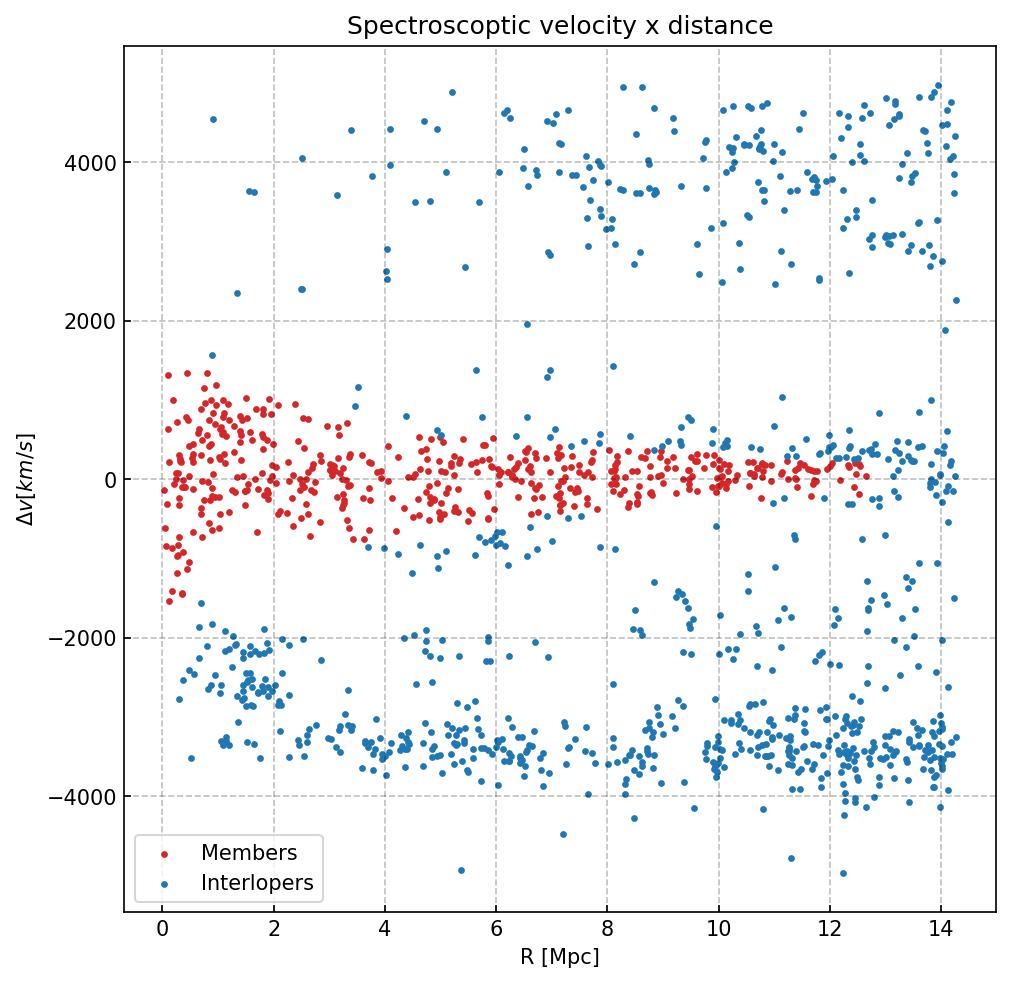 Spectroscoptic velocity x distance
4000
2000
0
−2000
−4000
Δv[km/s]
Members
Interlopers
0 2 4 6 8 10 12 14
R [Mpc]